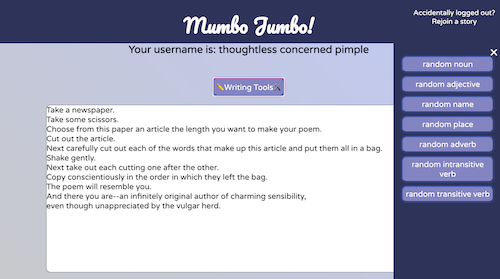 Accidentally logged out?
Rejoin a story
Mumbo Jumbo!
Your username is: thoughtless concerned pimple
Writing Tools
Take a newspaper.
Take some scissors.
Choose from this paper an article the length you want to make your poem.
Cut out the article.
Next carefully cut out each of the words that make up this article and put them all in a bag.
Shake gently.
Next take out each cutting one after the other.
Copy conscientiously in the order in which they left the bag.
The poem will resemble you.
And there you are--an infinitely original author of charming sensibility,
even though unappreciated by the vulgar herd.
random noun
random adjective
random name
random place
random adverb
random intransitive
verb
random transitive verb